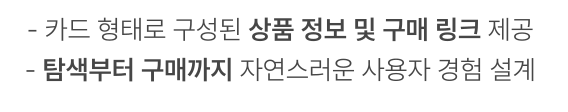 - 카드 형태로 구성된 상품 정보 및 구매 링크 제공
- 탐색부터 구매까지 자연스러운 사용자 경험 설계